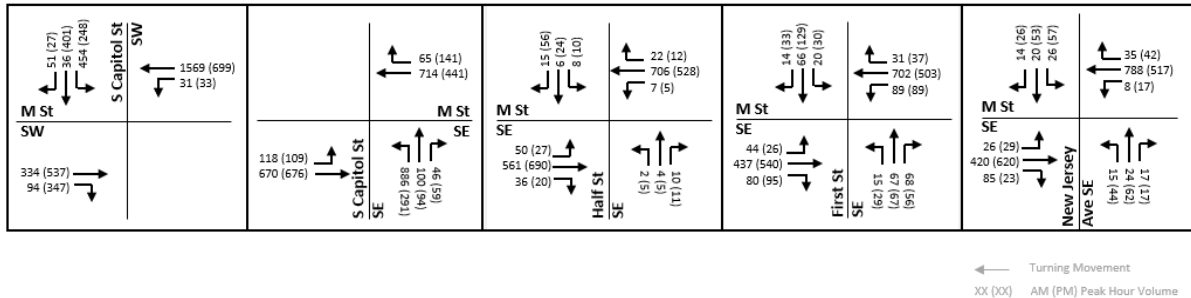 51 (27)
36 (401)
454 (248)
S Capitol St
SW
1569 (699)
31 (33)
M St
SW
334 (537)
94 (347)
65 (141)
714 (441)
M St
SE
118 (109)
670 (676)
S Capitol St
SE
886 (291)
100 (94)
46 (59)
15 (56)
6 (24)
8 (10)
22 (12)
706 (528)
7 (5)
M St
SE
50 (27)
561 (690)
36 (20)
Half St
SE
2 (5)
4 (5)
10 (11)
14 (33)
66 (129)
20 (30)
31 (37)
702 (503)
89 (89)
M St
SE
44 (26)
437 (540)
80 (95)
First St
SE
15 (29)
67 (67)
68 (56)
14 (26)
20 (53)
26 (57)
35 (42)
788 (517)
8 (17)
M St
SE
26 (29)
420 (620)
85 (23)
New Jersey
Ave SE
15 (44)
24 (62)
17 (17)
Turning Movement
XX (XX) AM (PM) Peak Hour Volume